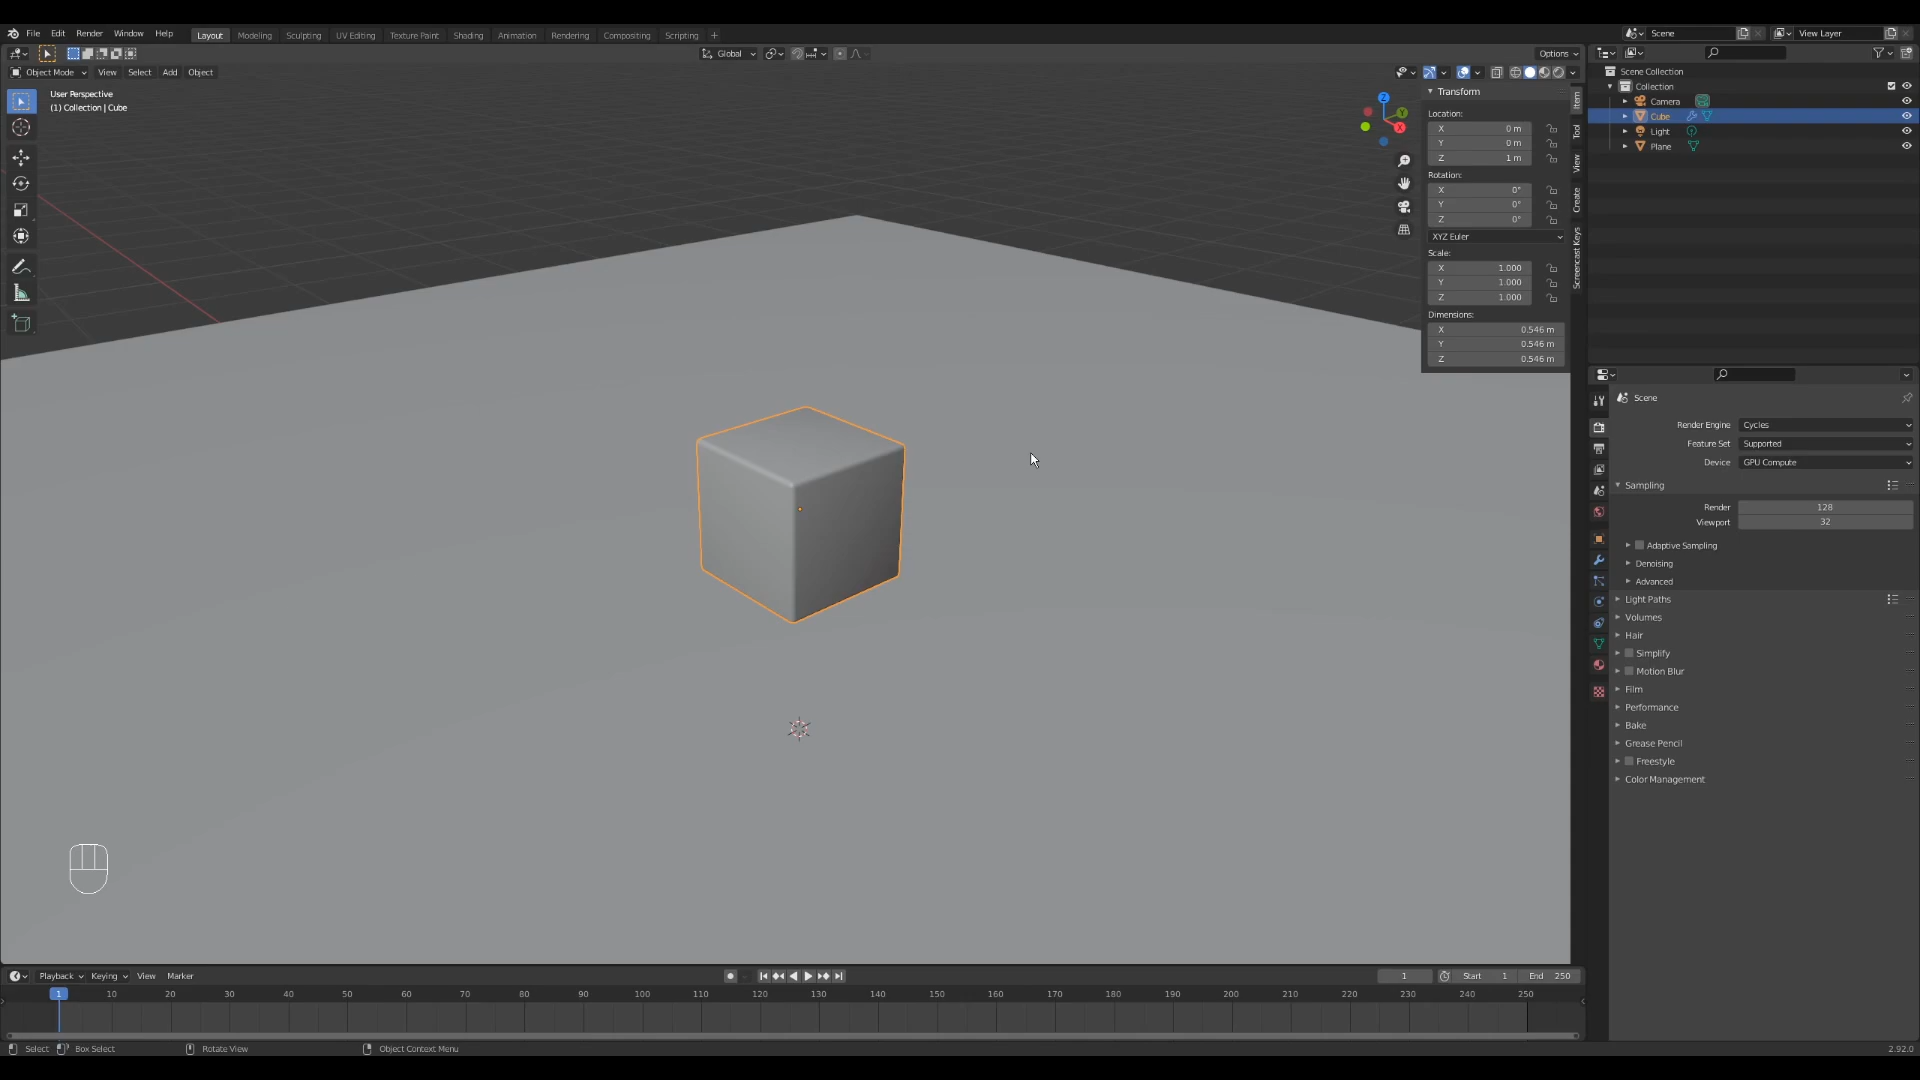 File Edit Render Window Help Layout Modeling Sculpting UV Editing Texture Paint Shading Animation Rendering Compositing Scripting + Scene View Layer
Global Options
Object Mode View Select Add Object
User Perspective
(1) Collection | Cube
Z
Y
X
Transform
Location:
X 0 m
Y 0 m
Z 1 m
Rotation:
X 0°
Y 0°
Z 0°
XYZ Euler
Scale:
X 1.000
Y 1.000
Z 1.000
Dimensions:
X 0.546 m
Y 0.546 m
Z 0.546 m
Item
Tool
View
Create
Screencast Keys
Scene Collection
Collection
Camera
Cube
Light
Plane
Scene
Render Engine Cycles
Feature Set Supported
Device GPU Compute
Sampling
Render 128
Viewport 32
Adaptive Sampling
Denoising
Advanced
Light Paths
Volumes
Hair
Simplify
Motion Blur
Film
Performance
Bake
Grease Pencil
Freestyle
Color Management
Playback Keying View Marker 1 Start 1 End 250
1 10 20 30 40 50 60 70 80 90 100 110 120 130 140 150 160 170 180 190 200 210 220 230 240 250
Select Box Select Rotate View Object Context Menu 2.92.0